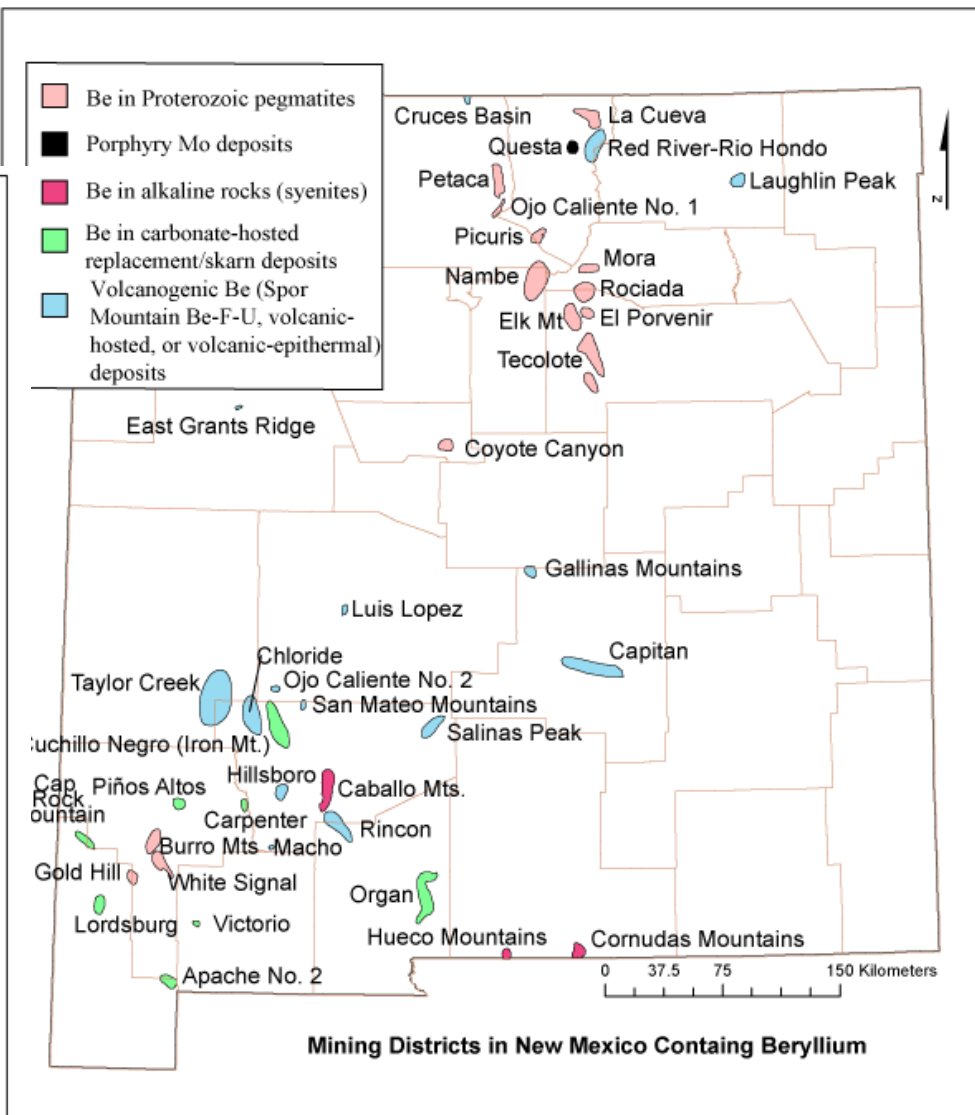 Be in Proterozoic pegmatites
Porphyry Mo deposits
Be in alkaline rocks (syenites)
Be in carbonate-hosted
replacement/skarn deposits
Volcanogenic Be (Spor
Mountain Be-F-U, volcanic-
hosted, or volcanic-epithermal)
deposits
Cruces Basin
La Cueva
Questa
Red River-Rio Hondo
Petaca
Laughlin Peak
Ojo Caliente No. 1
Picuris
Mora
Nambe
Rociada
Elk Mt
El Porvenir
Tecolote
East Grants Ridge
Coyote Canyon
Gallinas Mountains
Luis Lopez
Chloride
Capitan
Taylor Creek
Ojo Caliente No. 2
San Mateo Mountains
Salinas Peak
Cuchillo Negro (Iron Mt.)
Hillsboro
Cap
Rock
ountain
Piños Altos
Caballo Mts.
Carpenter
Rincon
Burro Mts
Macho
Gold Hill
White Signal
Organ
Lordsburg
Victorio
Hueco Mountains
Cornudas Mountains
Apache No. 2
N
0 37.5 75 150 Kilometers
Mining Districts in New Mexico Containg Beryllium